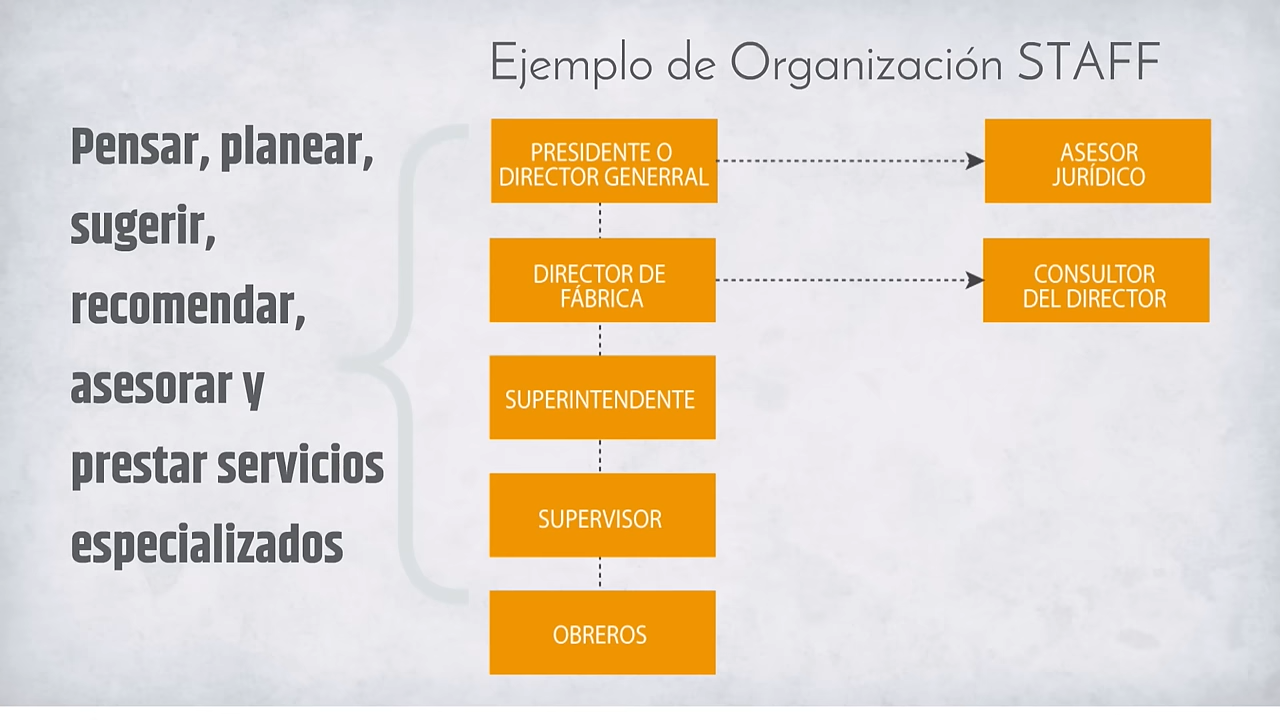 Ejemplo de Organización STAFF
Pensar, planear,
sugerir,
recomendar,
asesorar y
prestar servicios
especializados
PRESIDENTE O
DIRECTOR GENERRAL
ASESOR
JURÍDICO
DIRECTOR DE
FÁBRICA
CONSULTOR
DEL DIRECTOR
SUPERINTENDENTE
SUPERVISOR
OBREROS